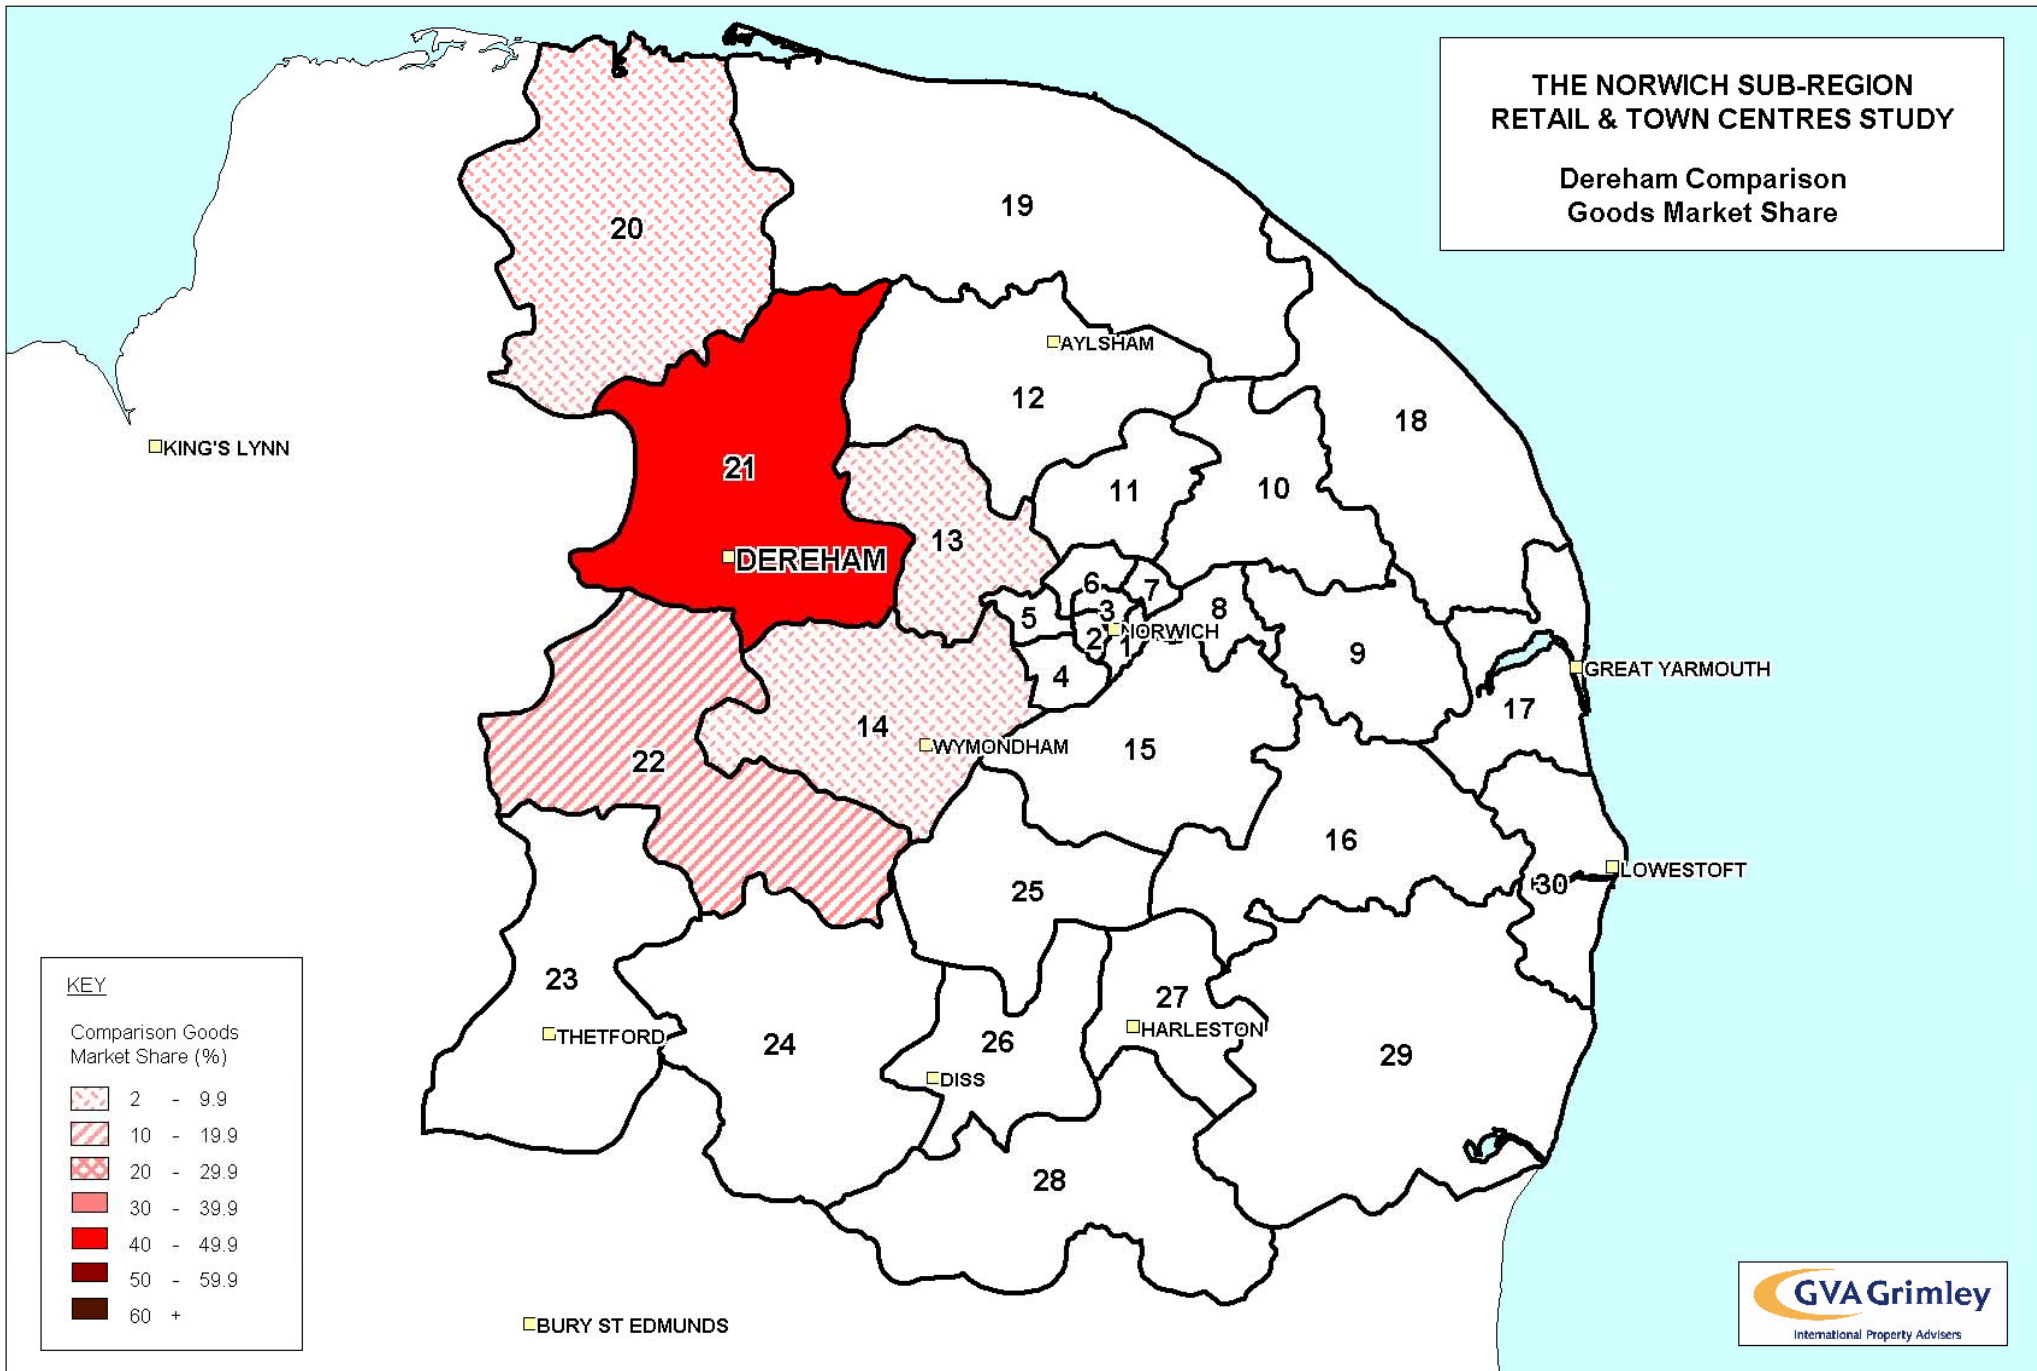 THE NORWICH SUB-REGION
RETAIL & TOWN CENTRES STUDY
Dereham Comparison
Goods Market Share
19
20
AYLSHAM
12
18
KING'S LYNN
21
11
10
13
DEREHAM
6
7
3
8
5
NORWICH
2
1
9
4
GREAT YARMOUTH
17
14
WYMONDHAM
15
22
16
LOWESTOFT
30
25
23
27
THETFORD
HARLESTON
24
26
29
DISS
28
BURY ST EDMUNDS
KEY
Comparison Goods
Market Share (%)
2 - 9.9
10 - 19.9
20 - 29.9
30 - 39.9
40 - 49.9
50 - 59.9
60 +
GVA Grimley
International Property Advisers